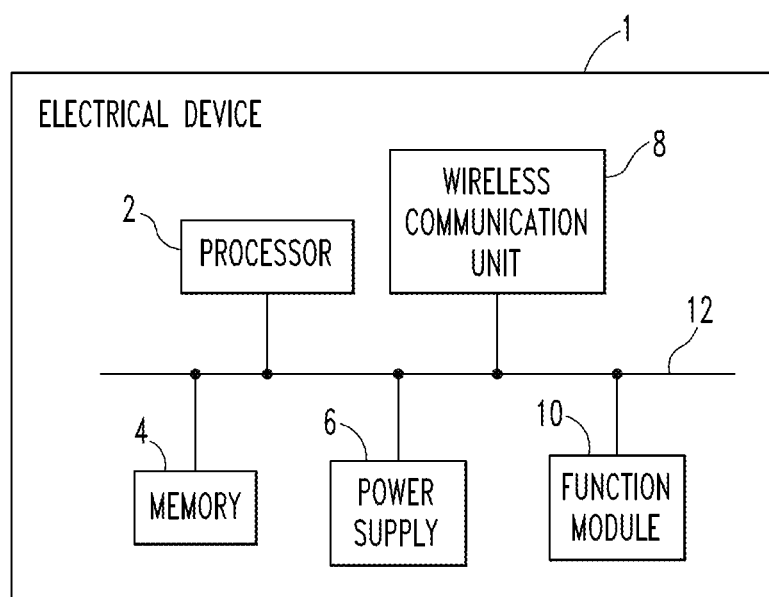 1
ELECTRICAL DEVICE
8
WIRELESS
COMMUNICATION
UNIT
2
PROCESSOR
12
4
MEMORY
6
POWER
SUPPLY
10
FUNCTION
MODULE